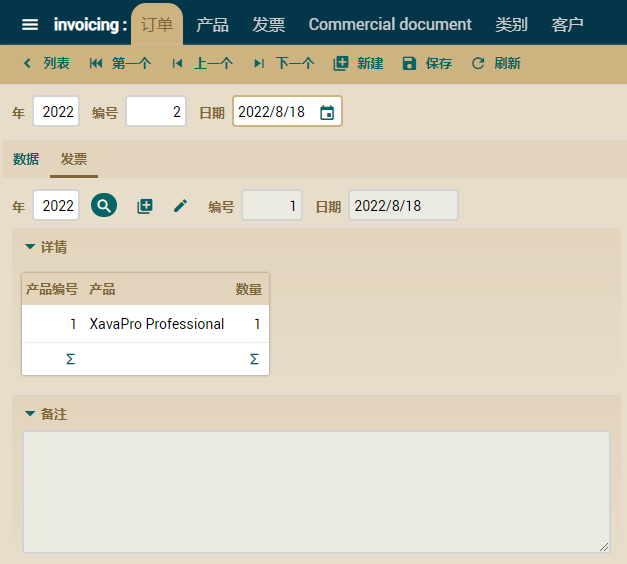 invoicing : 订单 产品 发票 Commercial document 类别 客户
列表 第一个 上一个 下一个 新建 保存 刷新
年 2022 编号 2 日期 2022/8/18
数据 发票
年 2022 编号 1 日期 2022/8/18
详情
产品编号 产品 数量
1 XavaPro Professional 1
Σ Σ
备注